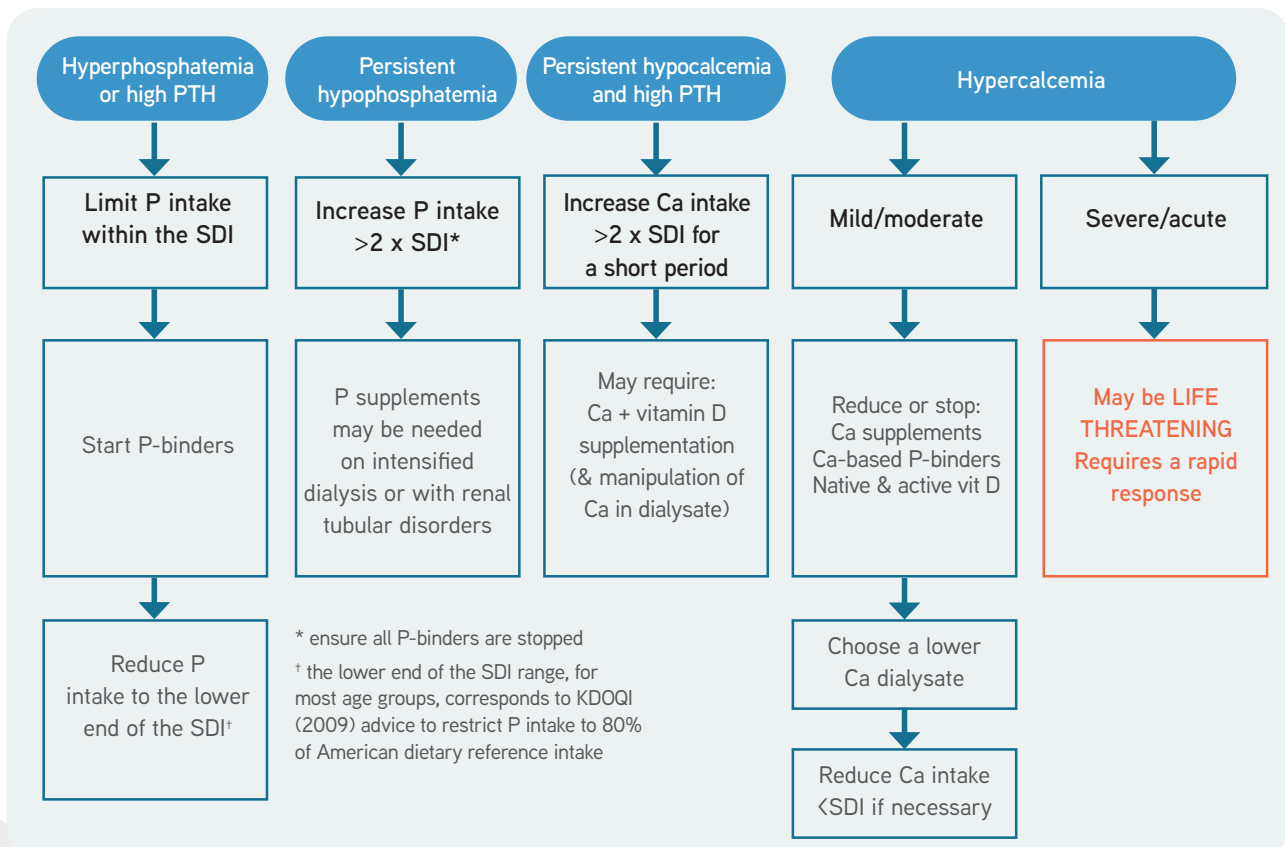 Hyperphosphatemia
or high PTH
Persistent
hypophosphatemia
Persistent hypocalcemia
and high PTH
Hypercalcemia
Limit P intake
within the SDI
Increase P intake
>2 x SDI*
Increase Ca intake
>2 x SDI for
a short period
Mild/moderate
Severe/acute
Start P-binders
P supplements
may be needed
on intensified
dialysis or with renal
tubular disorders
May require:
Ca + vitamin D
supplementation
(& manipulation of
Ca in dialysate)
Reduce or stop:
Ca supplements
Ca-based P-binders
Native & active vit D
May be LIFE
THREATENING
Requires a rapid
response
Reduce P
intake to the lower
end of the SDI†
* ensure all P-binders are stopped
† the lower end of the SDI range, for
most age groups, corresponds to KDOQI
(2009) advice to restrict P intake to 80%
of American dietary reference intake
Choose a lower
Ca dialysate
Reduce Ca intake
<SDI if necessary